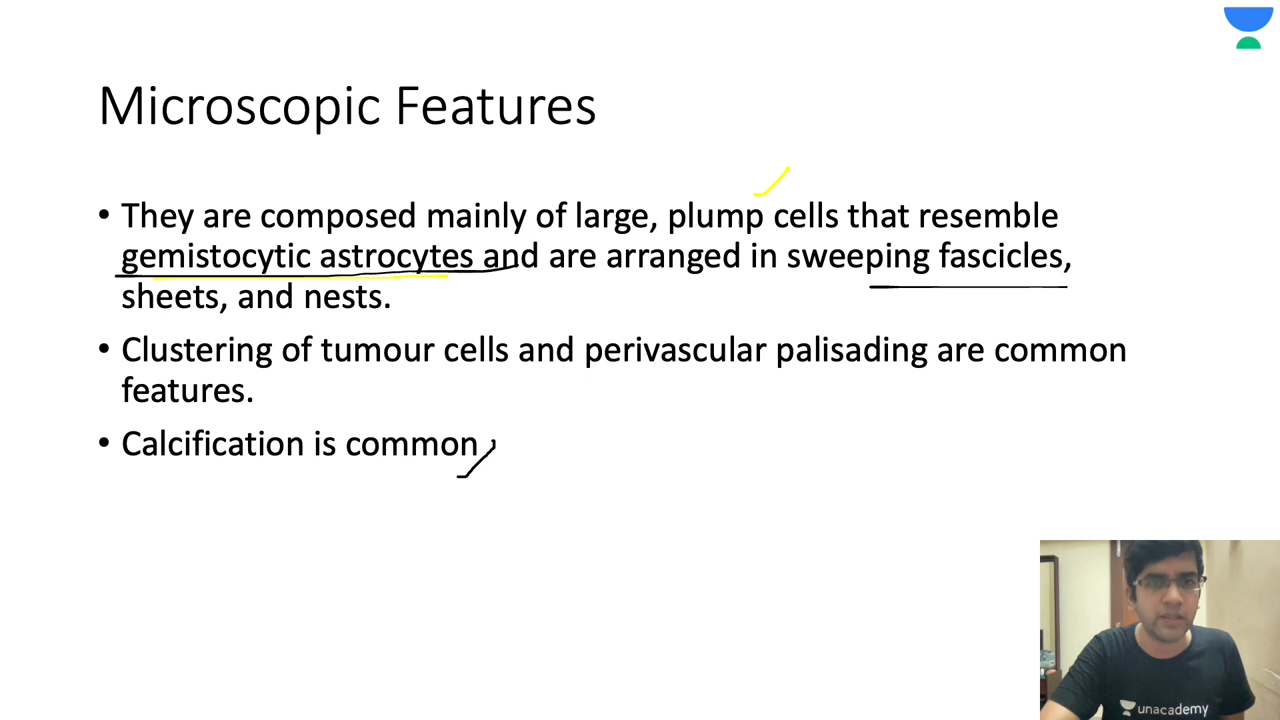 Microscopic Features
• They are composed mainly of large, plump cells that resemble
gemistocytic astrocytes and are arranged in sweeping fascicles,
sheets, and nests.
• Clustering of tumour cells and perivascular palisading are common
features.
• Calcification is common
unacademy